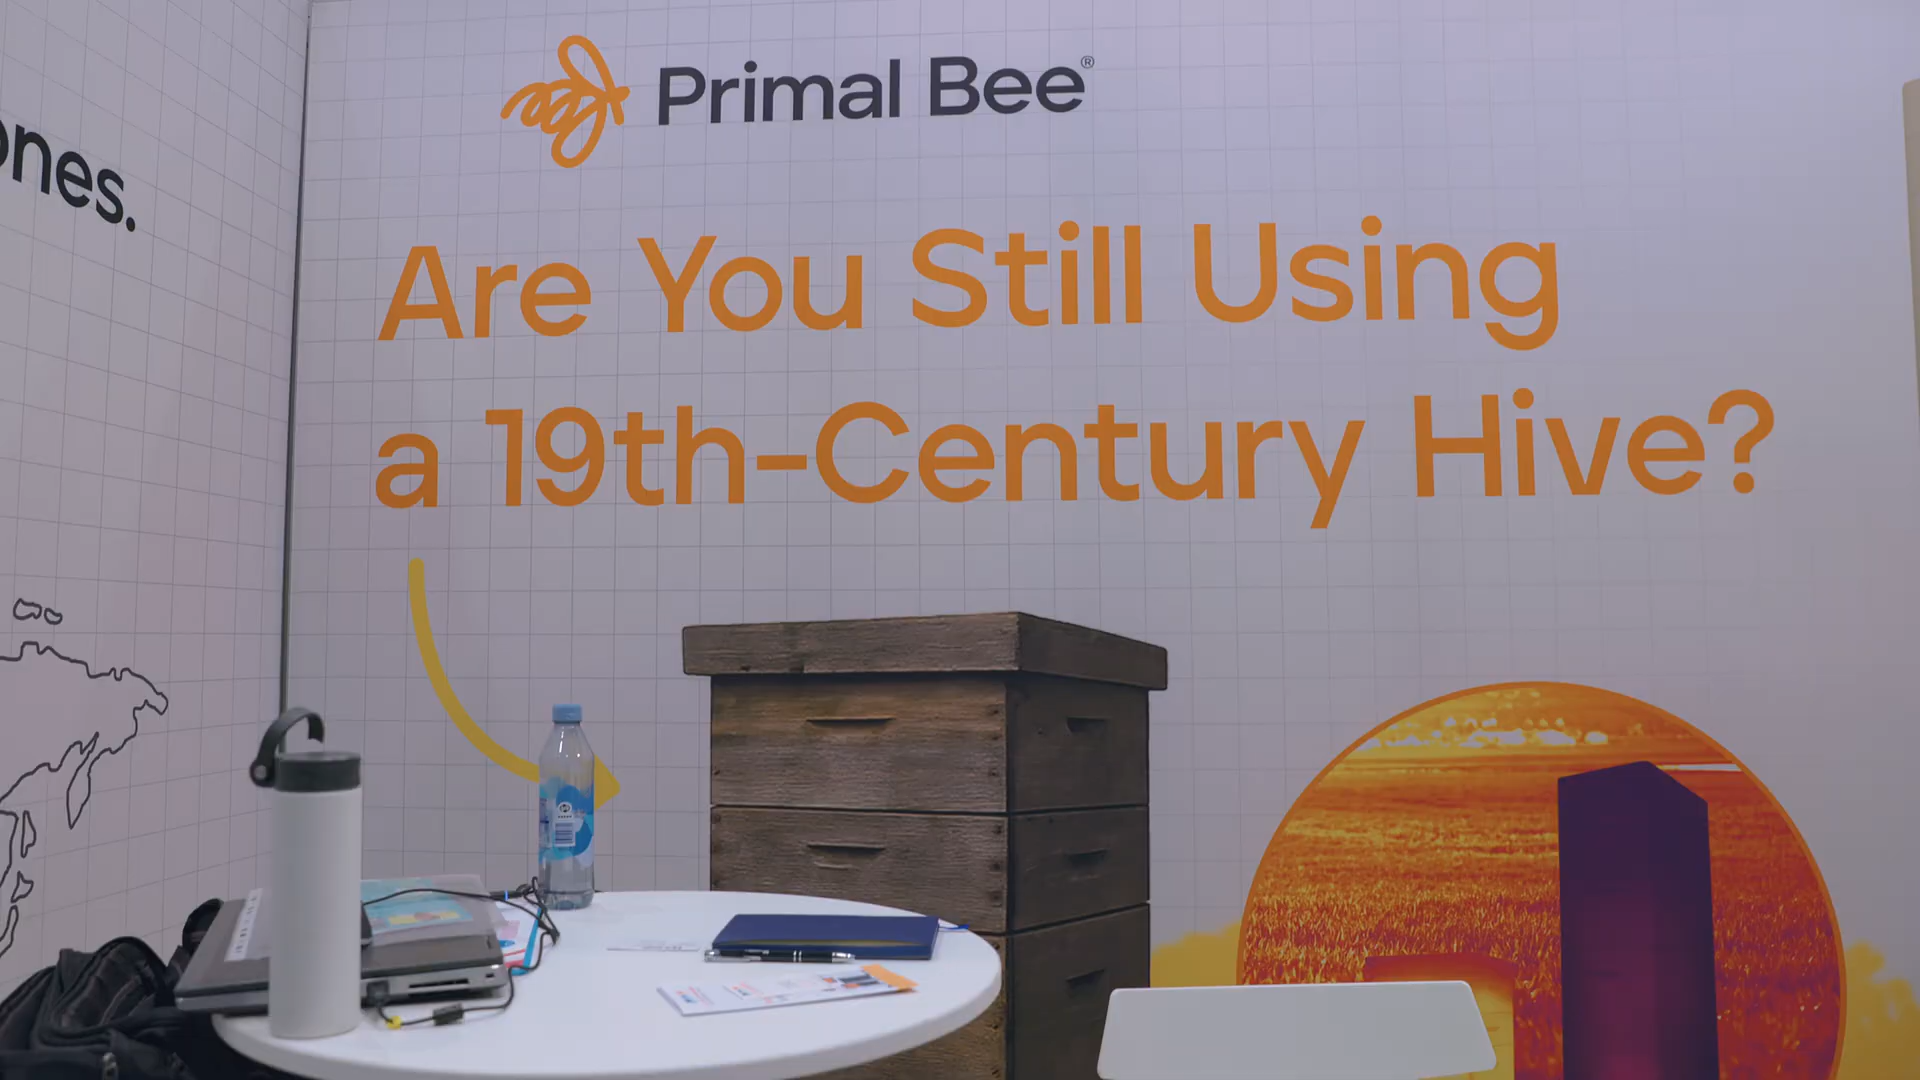 Primal Bee®
ones.
Are You Still Using
a 19th-Century Hive?